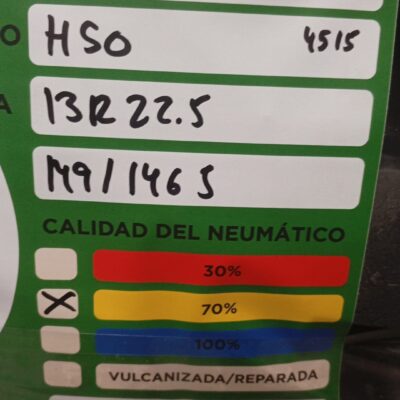 O HSO 4515
A 13R22.5
149/146 J
CALIDAD DEL NEUMÁTICO
30%
X 70%
100%
VULCANIZADA/REPARADA